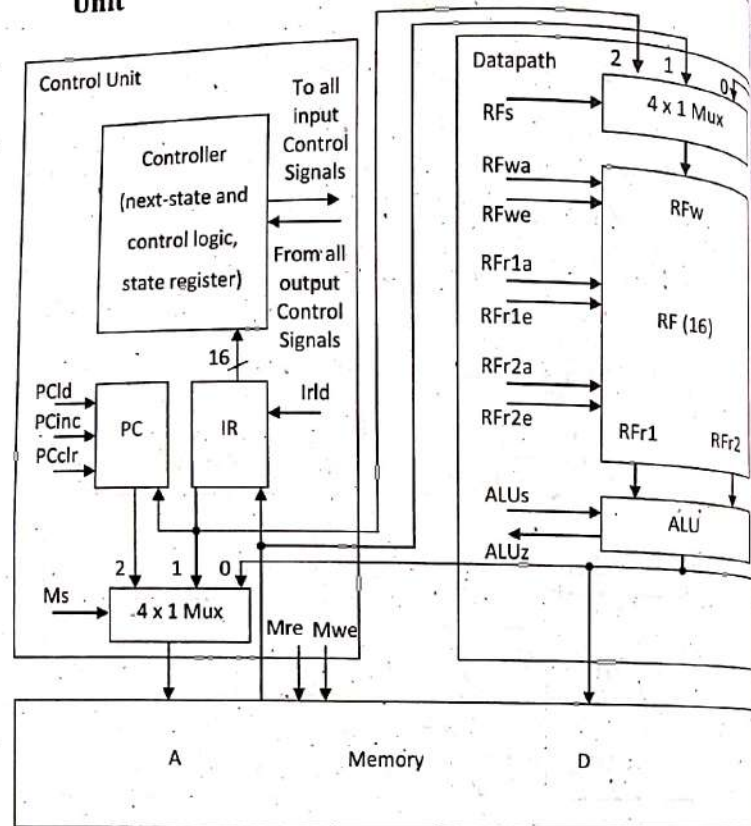 Unit
Control Unit
To all
input
Control
Signals
Controller
(next-state and
control logic,
state register)
From all
output
Control
Signals
16
PCld
PCinc
PCclr
PC
IR
Irld
2 1 0
Ms
4 x 1 Mux
Mre Mwe
Datapath
2 1 0
4 x 1 Mux
RFs
RFwa
RFwe
RFw
RFr1a
RFr1e
RF (16)
RFr2a
RFr2e
RFr1
RFr2
ALUs
ALU
ALUz
A Memory D